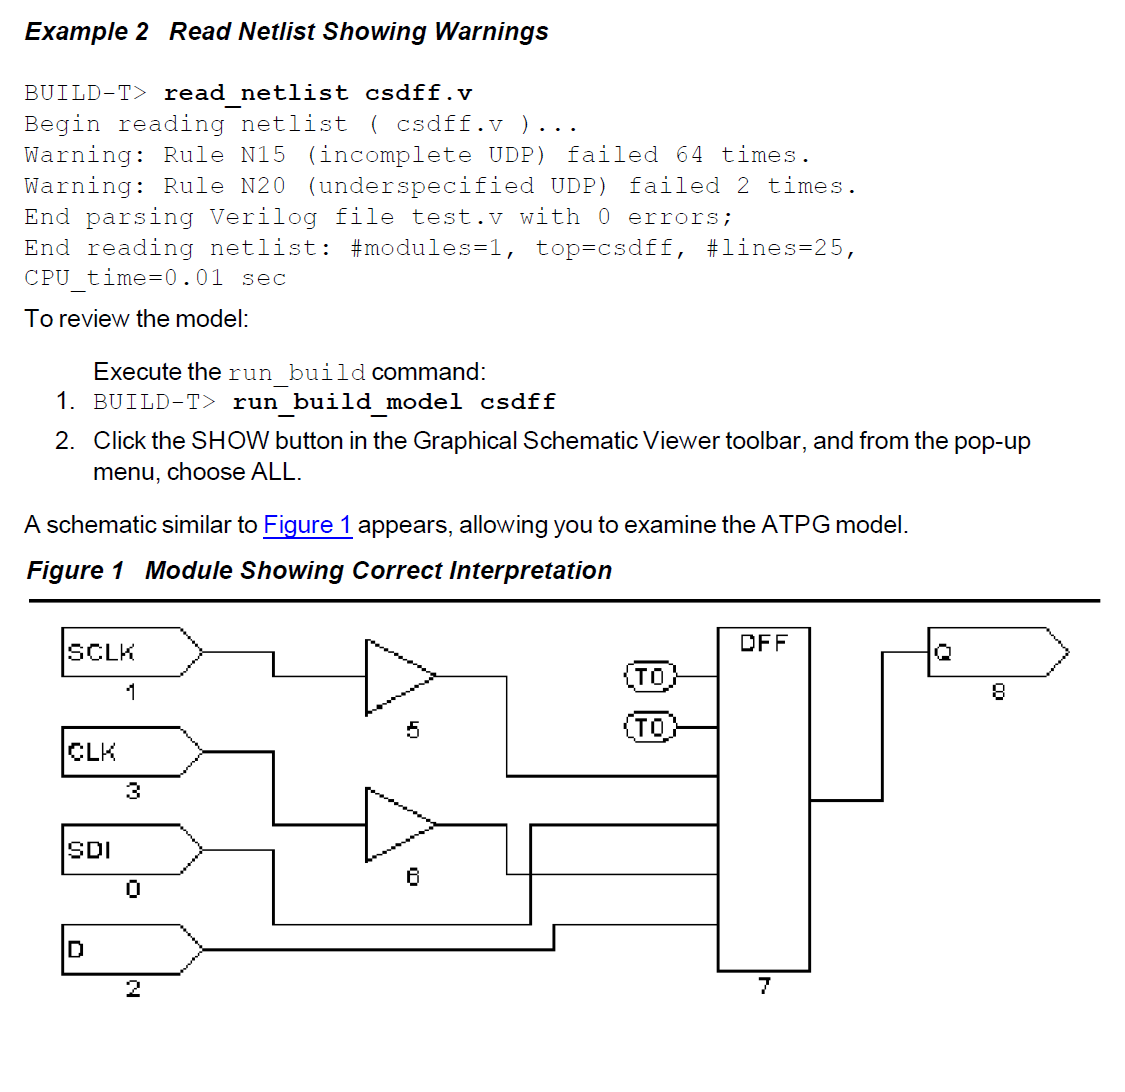 Example 2 Read Netlist Showing Warnings
BUILD-T> read_netlist csdff.v
Begin reading netlist ( csdff.v )...
Warning: Rule N15 (incomplete UDP) failed 64 times.
Warning: Rule N20 (underspecified UDP) failed 2 times.
End parsing Verilog file test.v with 0 errors;
End reading netlist: #modules=1, top=csdff, #lines=25,
CPU_time=0.01 sec
To review the model:
Execute the run_build command:
1. BUILD-T> run_build_model csdff
2. Click the SHOW button in the Graphical Schematic Viewer toolbar, and from the pop-up
menu, choose ALL.
A schematic similar to Figure 1 appears, allowing you to examine the ATPG model.
Figure 1 Module Showing Correct Interpretation
SCLK
1
CLK
3
SDI
0
D
2
5
6
T0
T0
DFF
7
Q
8